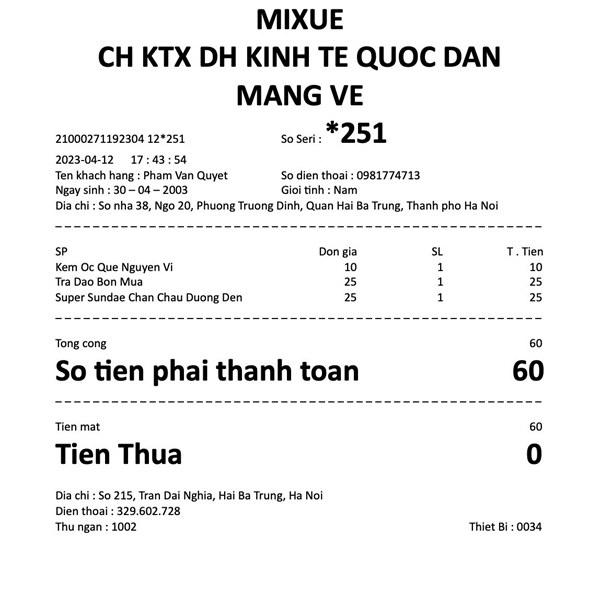 MIXUE
CH KTX DH KINH TE QUOC DAN
MANG VE
21000271192304 12*251 So Seri : *251
2023-04-12 17 : 43 : 54
Ten khach hang : Pham Van Quyet So dien thoai : 0981774713
Ngay sinh : 30 – 04 – 2003 Gioi tinh : Nam
Dia chi : So nha 38, Ngo 20, Phuong Truong Dinh, Quan Hai Ba Trung, Thanh pho Ha Noi
SP Don gia SL T . Tien
Kem Oc Que Nguyen Vi 10 1 10
Tra Dao Bon Mua 25 1 25
Super Sundae Chan Chau Duong Den 25 1 25
Tong cong 60
So tien phai thanh toan 60
Tien mat 60
Tien Thua 0
Dia chi : So 215, Tran Dai Nghia, Hai Ba Trung, Ha Noi
Dien thoai : 329.602.728
Thu ngan : 1002 Thiet Bi : 0034